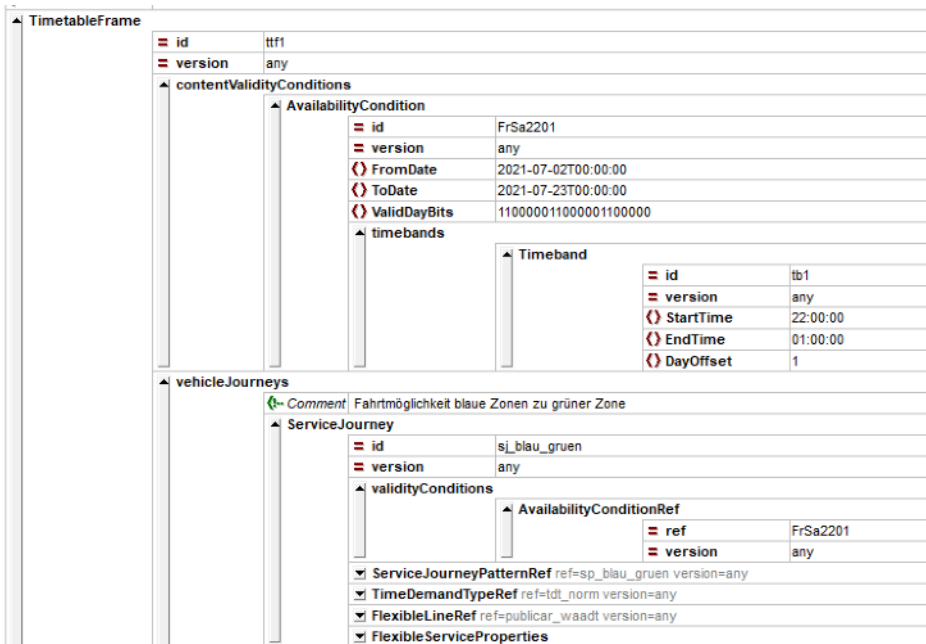 TimetableFrame
id ttf1
version any
contentValidityConditions
AvailabilityCondition
id FrSa2201
version any
FromDate 2021-07-02T00:00:00
ToDate 2021-07-23T00:00:00
ValidDayBits 110000011000001100000
timebands
Timeband
id tb1
version any
StartTime 22:00:00
EndTime 01:00:00
DayOffset 1
vehicleJourneys
Comment Fahrtmöglichkeit blaue Zonen zu grüner Zone
ServiceJourney
id sj_blau_gruen
version any
validityConditions
AvailabilityConditionRef
ref FrSa2201
version any
ServiceJourneyPatternRef ref=sp_blau_gruen version=any
TimeDemandTypeRef ref=tdt_norm version=any
FlexibleLineRef ref=publicar_waadt version=any
FlexibleServiceProperties